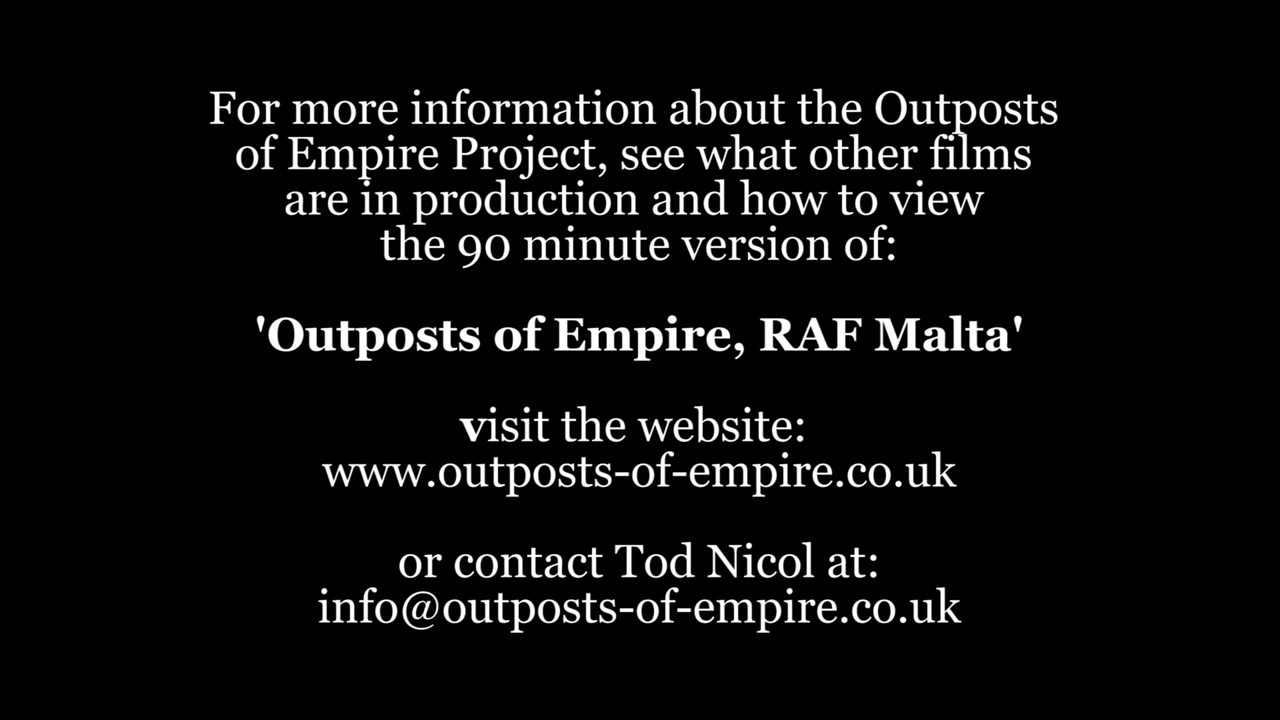 For more information about the Outposts
of Empire Project, see what other films
are in production and how to view
the 90 minute version of:
'Outposts of Empire, RAF Malta'
visit the website:
www.outposts-of-empire.co.uk
or contact Tod Nicol at:
info@outposts-of-empire.co.uk